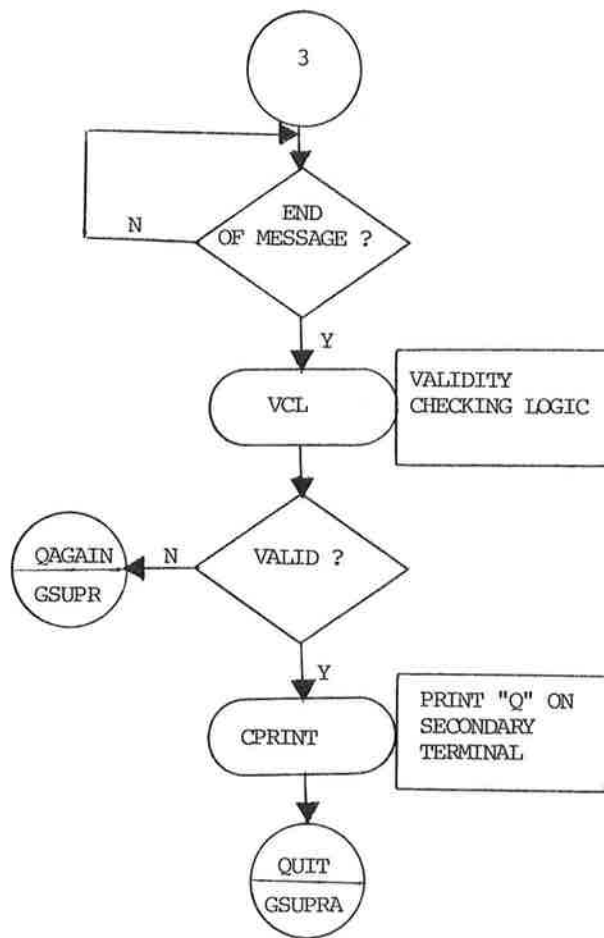 3
END
OF MESSAGE ?
N
Y
VCL
VALIDITY
CHECKING LOGIC
VALID ?
N
QAGAIN
GSUPR
Y
CPRINT
PRINT "Q" ON
SECONDARY
TERMINAL
QUIT
GSUPRA